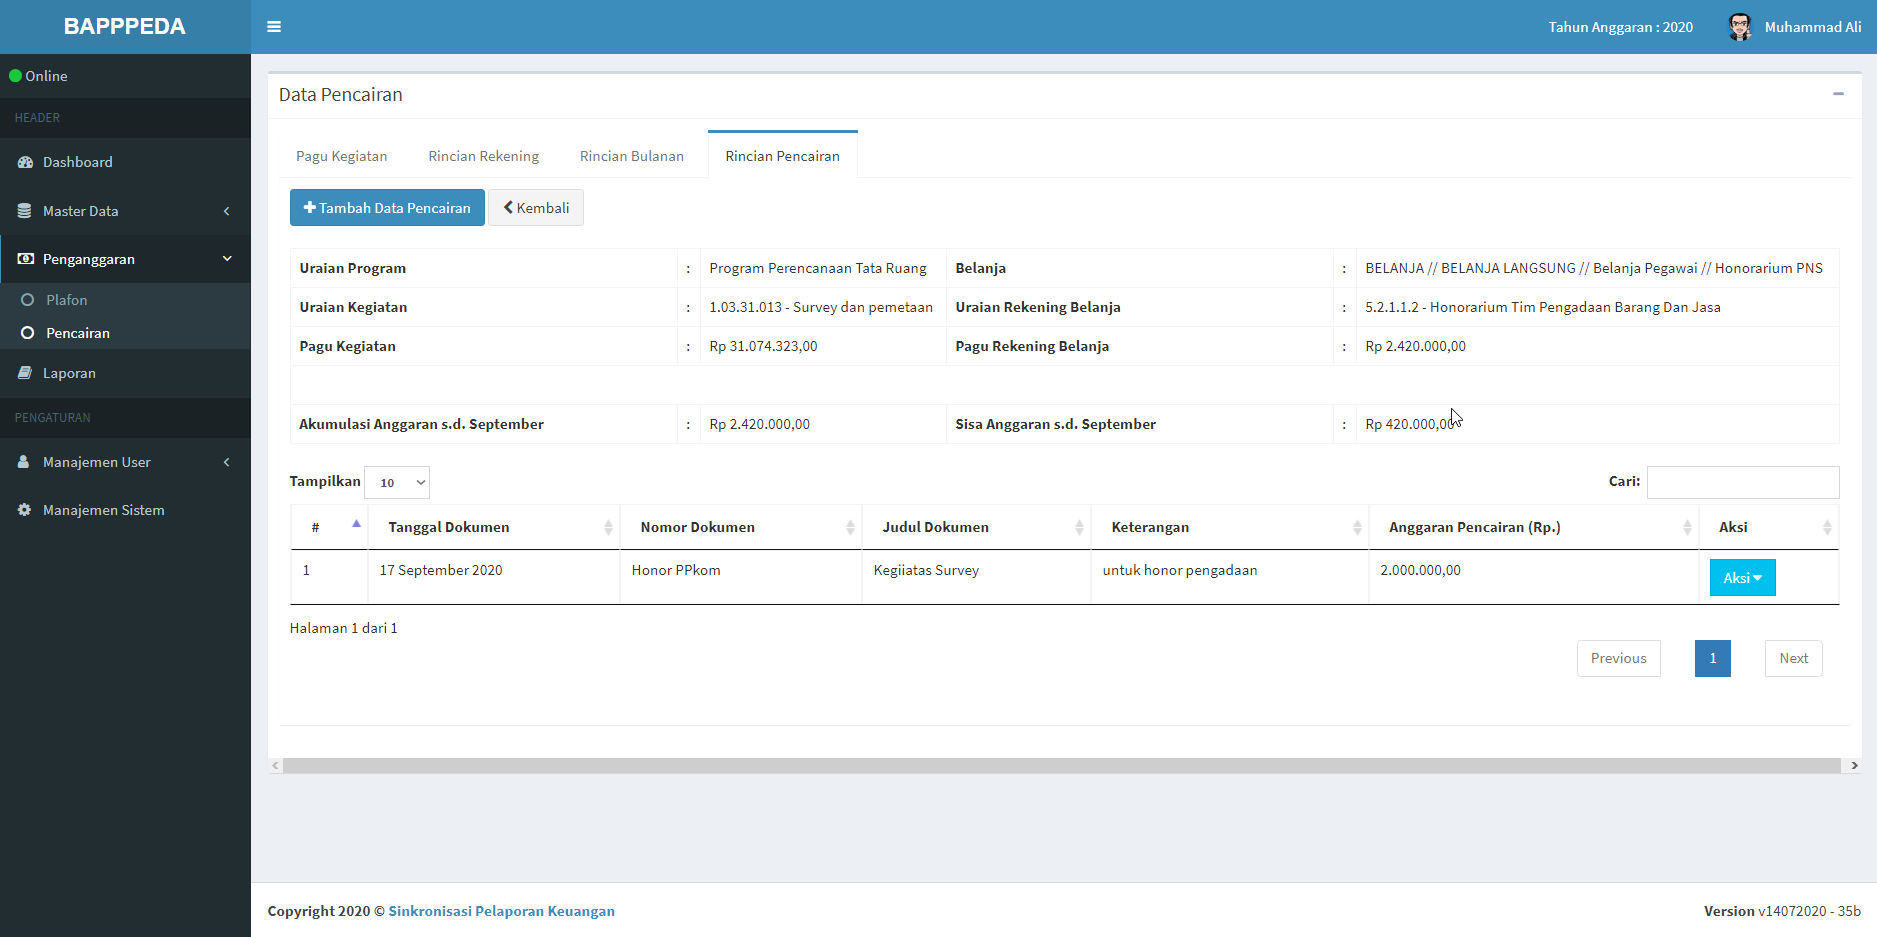 BAPPPEDA
Tahun Anggaran : 2020
Muhammad Ali
Online
HEADER
Dashboard
Master Data
Penganggaran
Plafon
Pencairan
Laporan
PENGATURAN
Manajemen User
Manajemen Sistem
Data Pencairan
Pagu Kegiatan
Rincian Rekening
Rincian Bulanan
Rincian Pencairan
Tambah Data Pencairan
Kembali
Uraian Program : Program Perencanaan Tata Ruang Belanja : BELANJA // BELANJA LANGSUNG // Belanja Pegawai // Honorarium PNS
Uraian Kegiatan : 1.03.31.013 - Survey dan pemetaan Uraian Rekening Belanja : 5.2.1.1.2 - Honorarium Tim Pengadaan Barang Dan Jasa
Pagu Kegiatan : Rp 31.074.323,00 Pagu Rekening Belanja : Rp 2.420.000,00
Akumulasi Anggaran s.d. September : Rp 2.420.000,00 Sisa Anggaran s.d. September : Rp 420.000,00
Tampilkan 10 Cari:
# Tanggal Dokumen Nomor Dokumen Judul Dokumen Keterangan Anggaran Pencairan (Rp.) Aksi
1 17 September 2020 Honor PPkom Kegiiatas Survey untuk honor pengadaan 2.000.000,00 Aksi
Halaman 1 dari 1
Previous 1 Next
Copyright 2020 © Sinkronisasi Pelaporan Keuangan
Version v14072020 - 35b